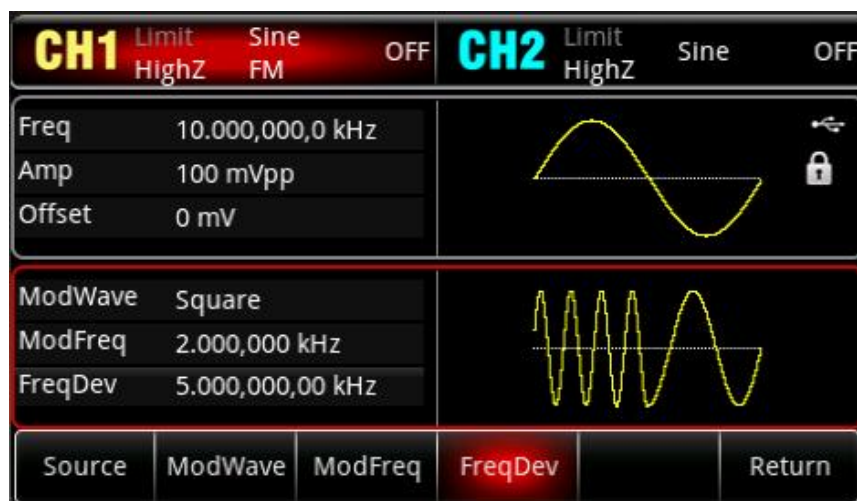 CH1 Limit Sine OFF CH2 Limit Sine OFF
HighZ FM HighZ
Freq 10.000,000,0 kHz
Amp 100 mVpp
Offset 0 mV
ModWave Square
ModFreq 2.000,000 kHz
FreqDev 5.000,000,00 kHz
Source ModWave ModFreq FreqDev Return